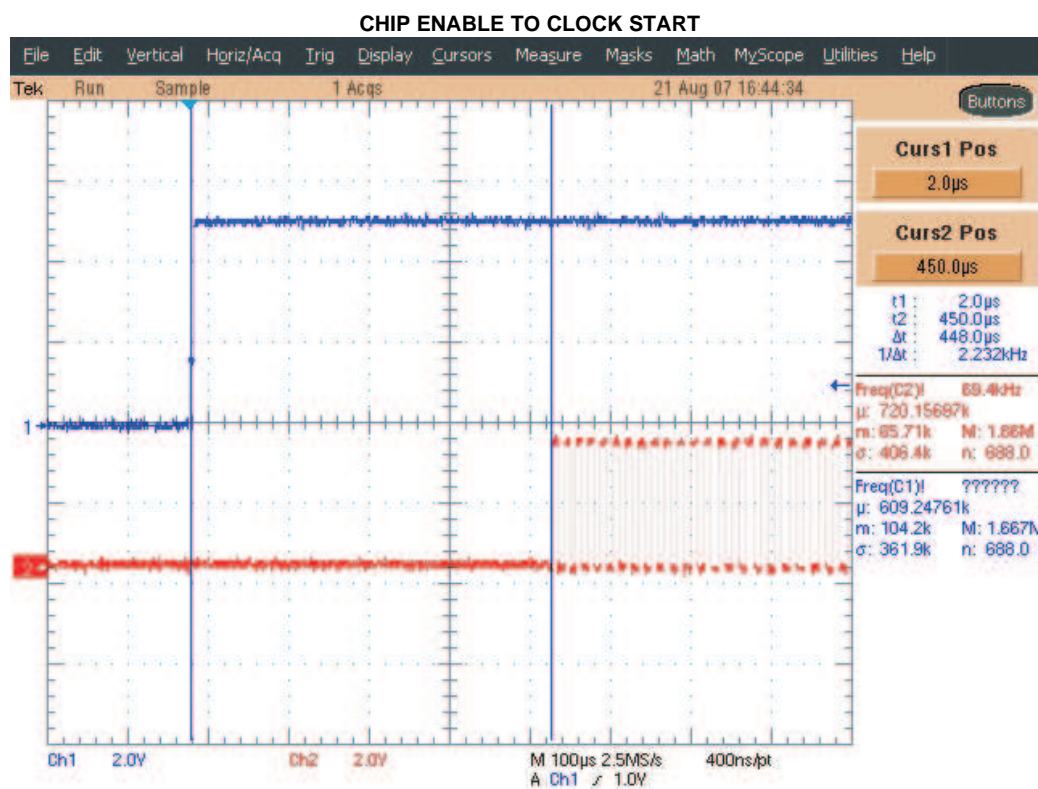 CHIP ENABLE TO CLOCK START
File Edit Vertical Horiz/Acq Trig Display Cursors Measure Masks Math MyScope Utilities Help
Tek Run Sample 1 Acqs 21 Aug 07 16:44:34
Buttons
Curs1 Pos
2.0µs
Curs2 Pos
450.0µs
t1 : 2.0µs
t2 : 450.0µs
Δt : 448.0µs
1/Δt : 2.232kHz
Freq(C2)! 69.4kHz
µ: 720.15697k
m: 65.71k M: 1.86M
σ: 406.4k n: 688.0
Freq(C1)! ??????
µ: 609.24761k
m: 104.2k M: 1.667M
σ: 361.9k n: 688.0
1
2
Ch1 2.0V Ch2 2.0V M 100µs 2.5MS/s 400ns/pt
A Ch1 / 1.0V